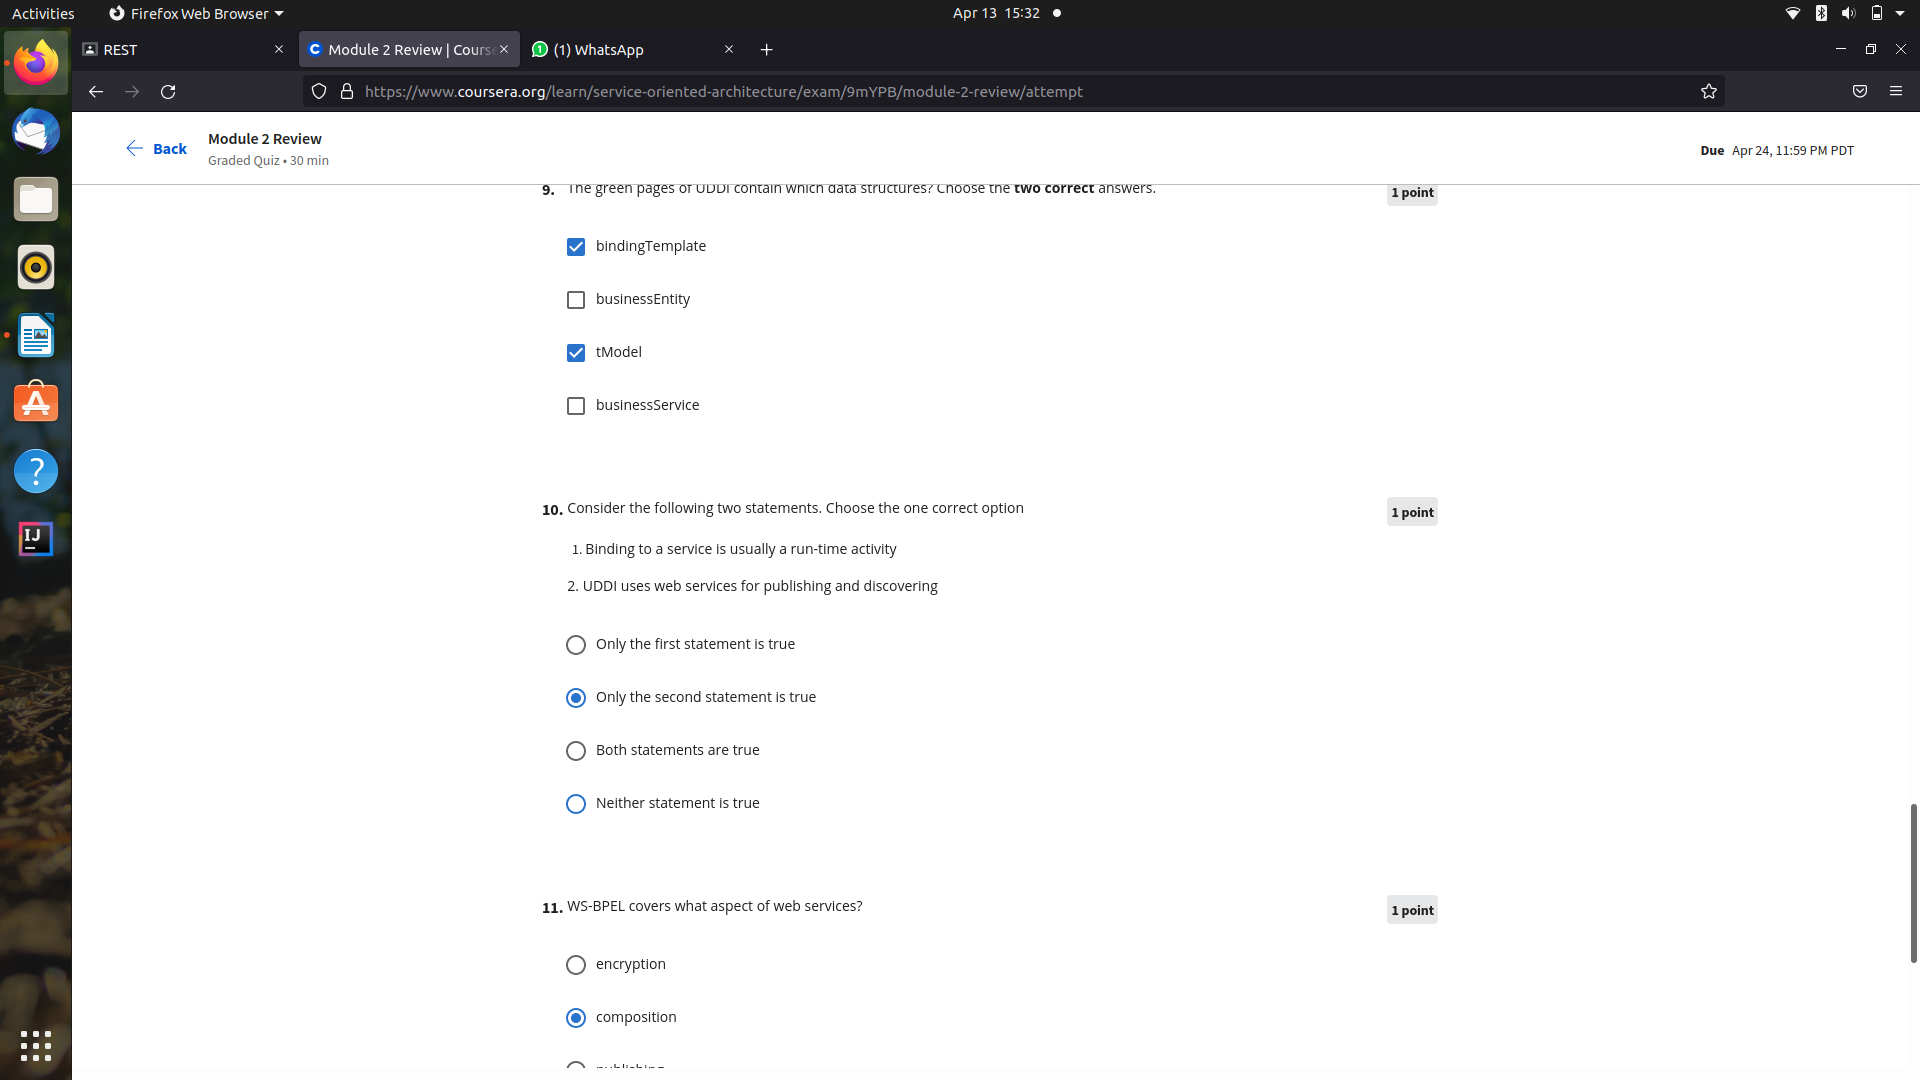 Activities
Firefox Web Browser
Apr 13 15:32
REST
Module 2 Review | Cours
(1) WhatsApp
https://www.coursera.org/learn/service-oriented-architecture/exam/9mYPB/module-2-review/attempt
Back
Module 2 Review
Graded Quiz • 30 min
Due Apr 24, 11:59 PM PDT
9. The green pages of UDDI contain which data structures? Choose the two correct answers.
1 point
bindingTemplate
businessEntity
tModel
businessService
10. Consider the following two statements. Choose the one correct option
1 point
1. Binding to a service is usually a run-time activity
2. UDDI uses web services for publishing and discovering
Only the first statement is true
Only the second statement is true
Both statements are true
Neither statement is true
11. WS-BPEL covers what aspect of web services?
1 point
encryption
composition
publishing